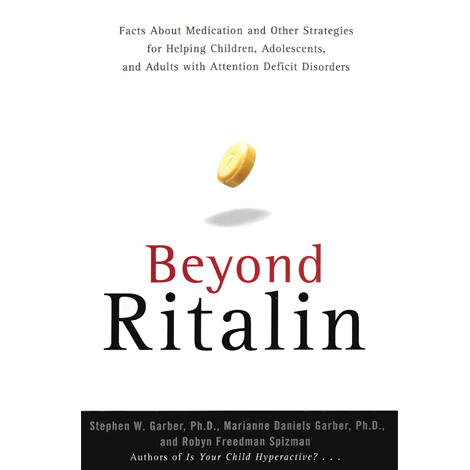 Facts About Medication and Other Strategies
for Helping Children, Adolescents,
and Adults with Attention Deficit Disorders
Beyond
Ritalin
Stephen W. Garber, Ph.D., Marianne Daniels Garber, Ph.D.,
and Robyn Freedman Spizman
Authors of Is Your Child Hyperactive? . . .